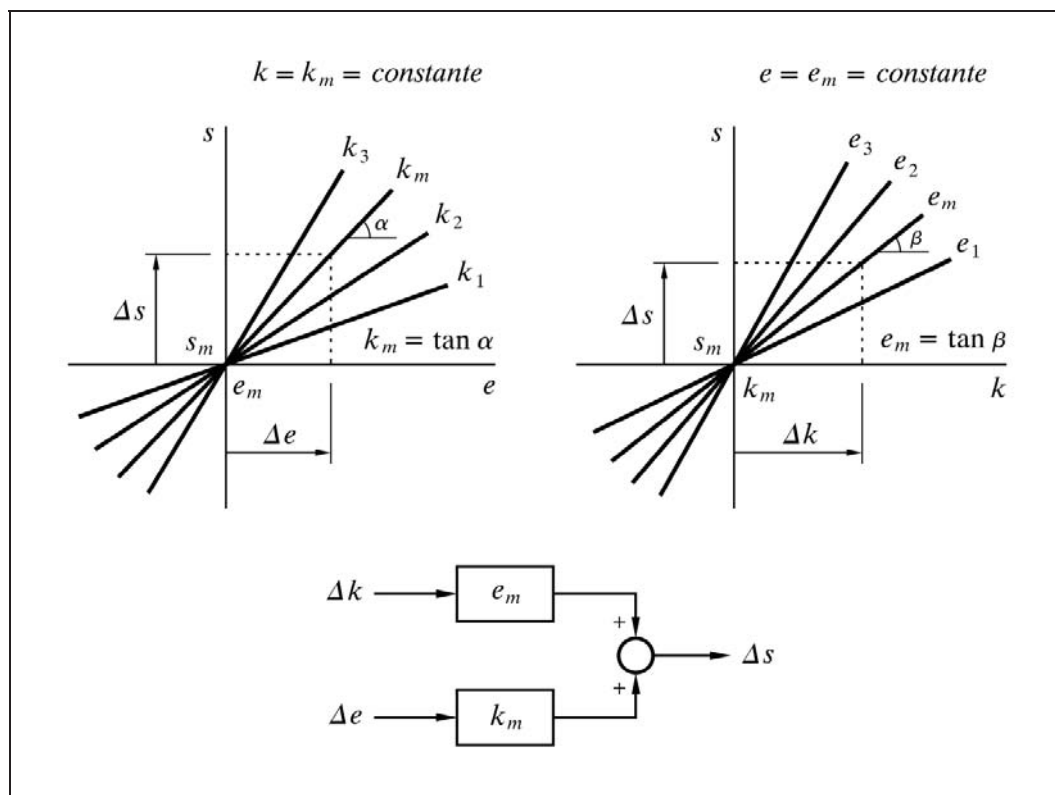 k = k_m = constante
s
k_3
k_m
α
k_2
k_1
Δs
s_m
k_m = tan α
e_m
e
Δe
e = e_m = constante
s
e_3
e_2
e_m
β
e_1
Δs
s_m
e_m = tan β
k_m
k
Δk
Δk
e_m
+
Δs
+
Δe
k_m